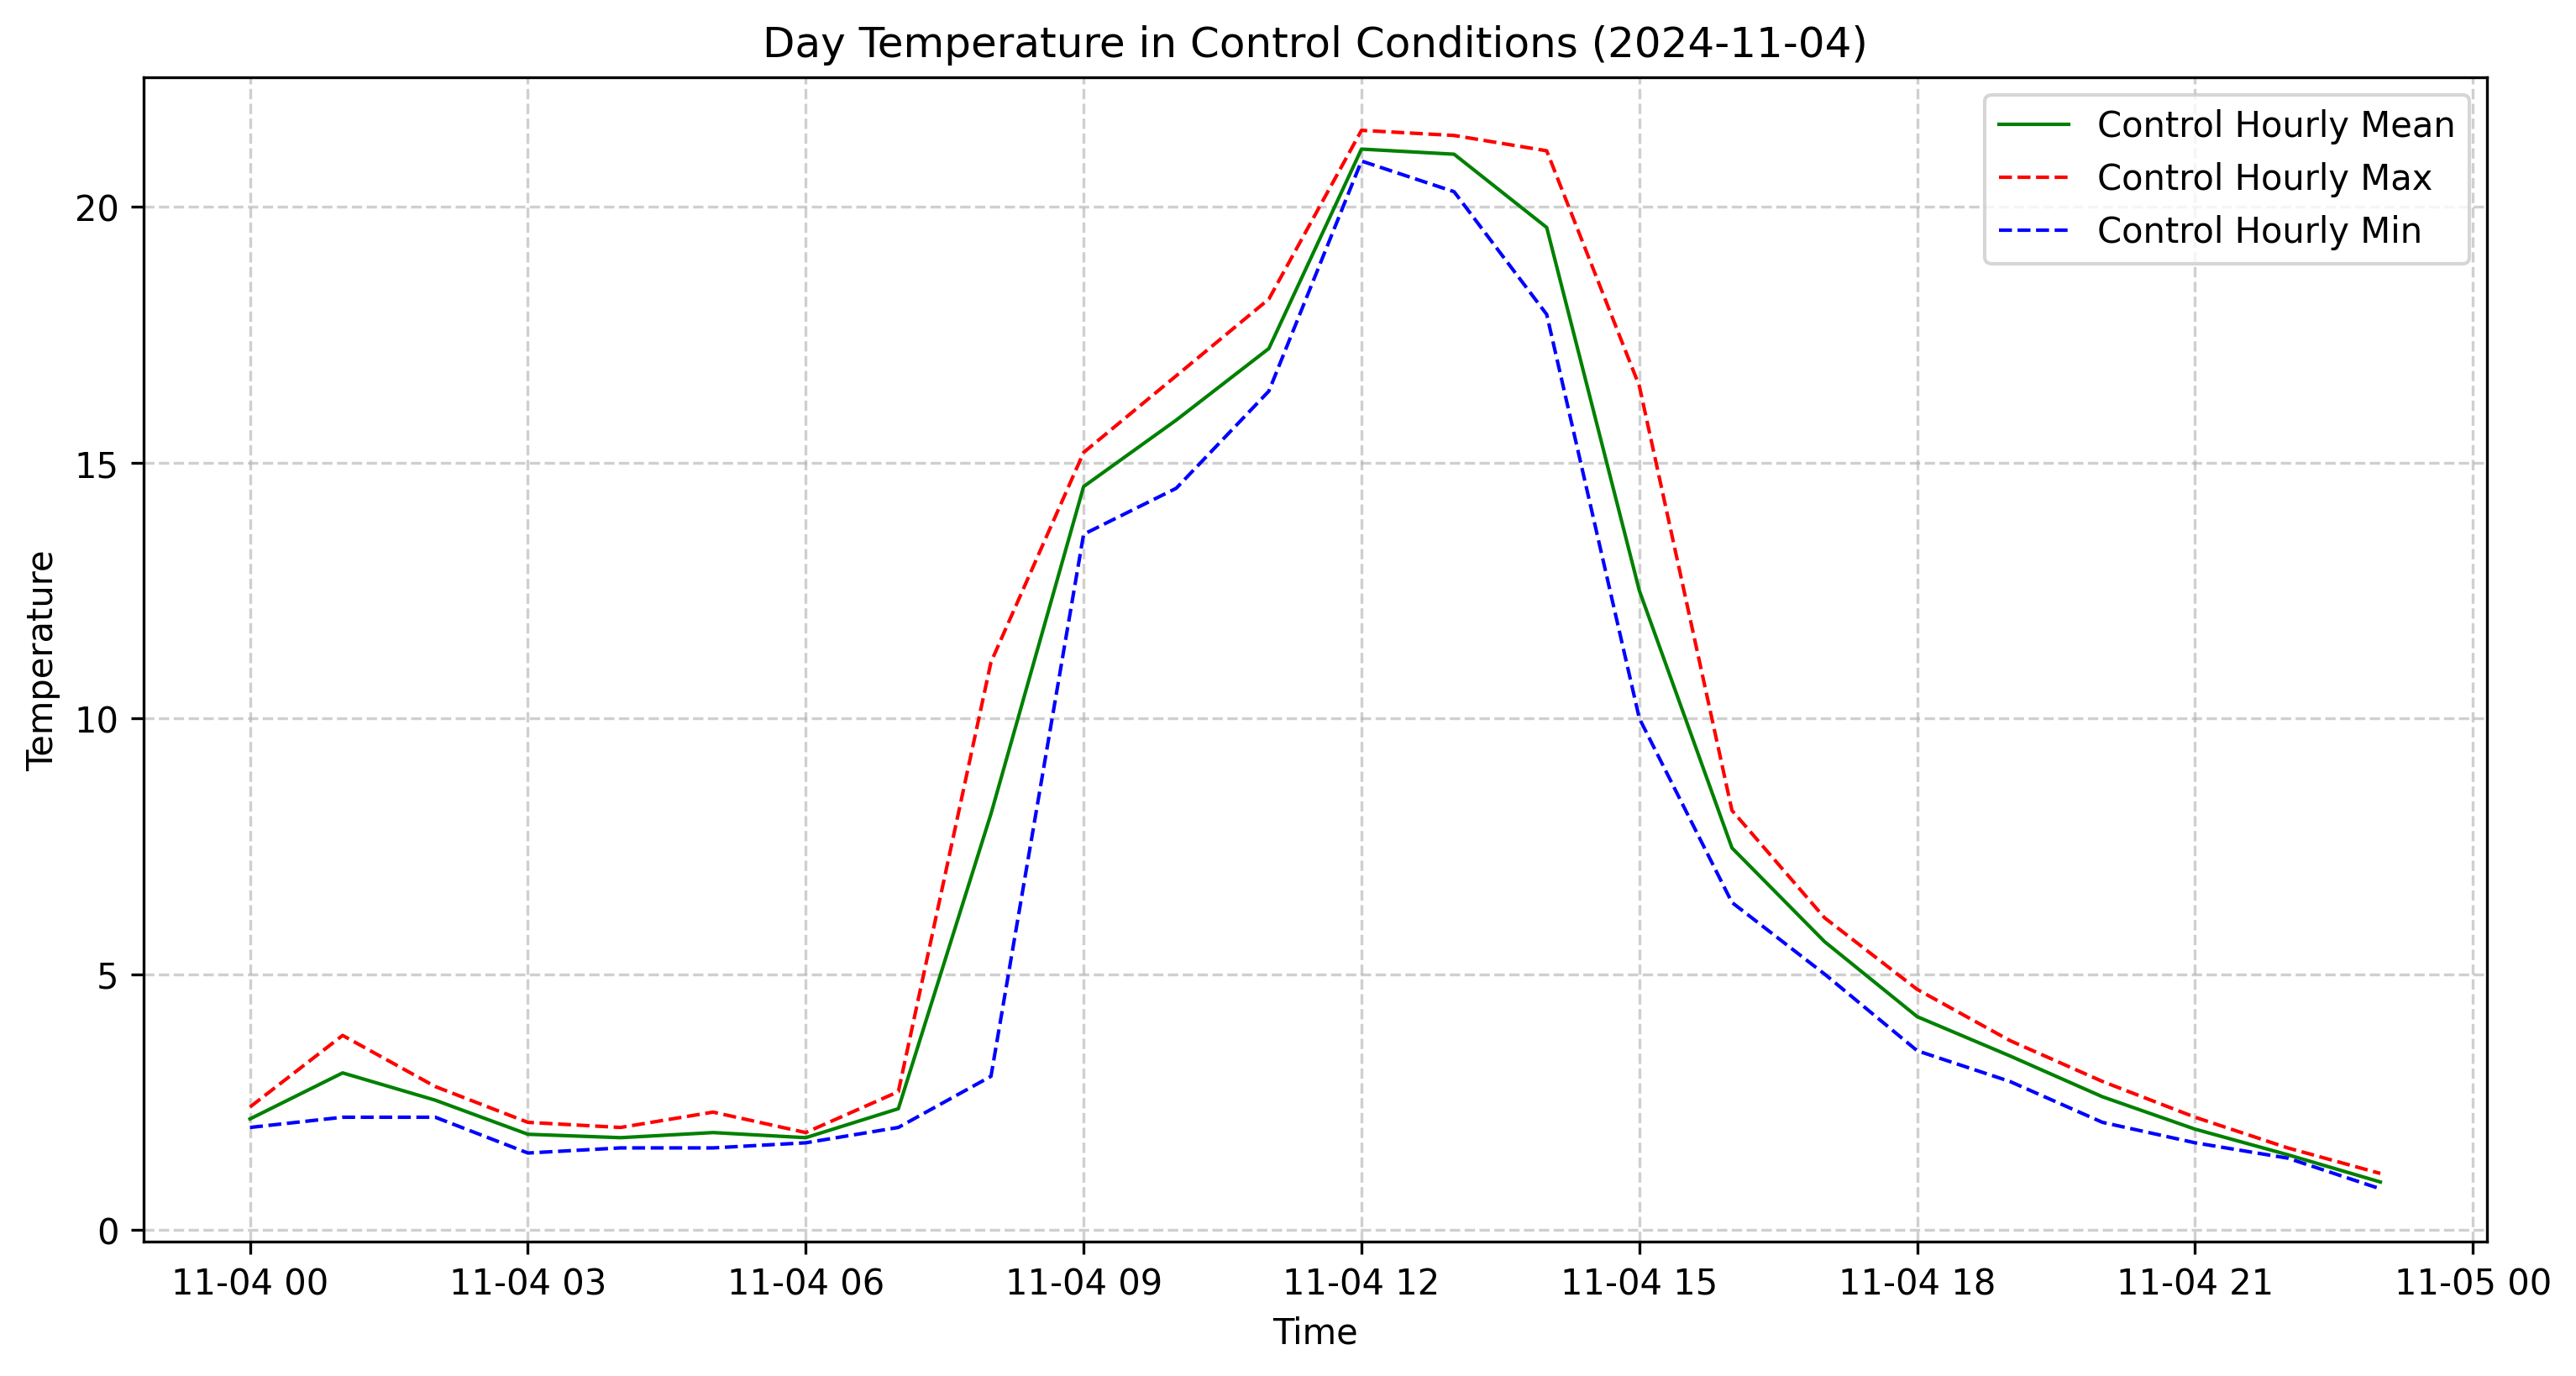 Day Temperature in Control Conditions (2024-11-04)
Control Hourly Mean
Control Hourly Max
Control Hourly Min
Temperature
20
15
10
5
0
11-04 00
11-04 03
11-04 06
11-04 09
11-04 12
11-04 15
11-04 18
11-04 21
11-05 00
Time